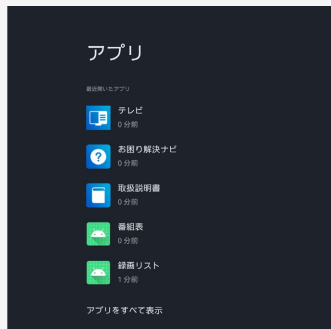 アプリ
最近開いたアプリ
テレビ
0 分前
お困り解決ナビ
0 分前
取扱説明書
0 分前
番組表
0 分前
録画リスト
1 分前
アプリをすべて表示